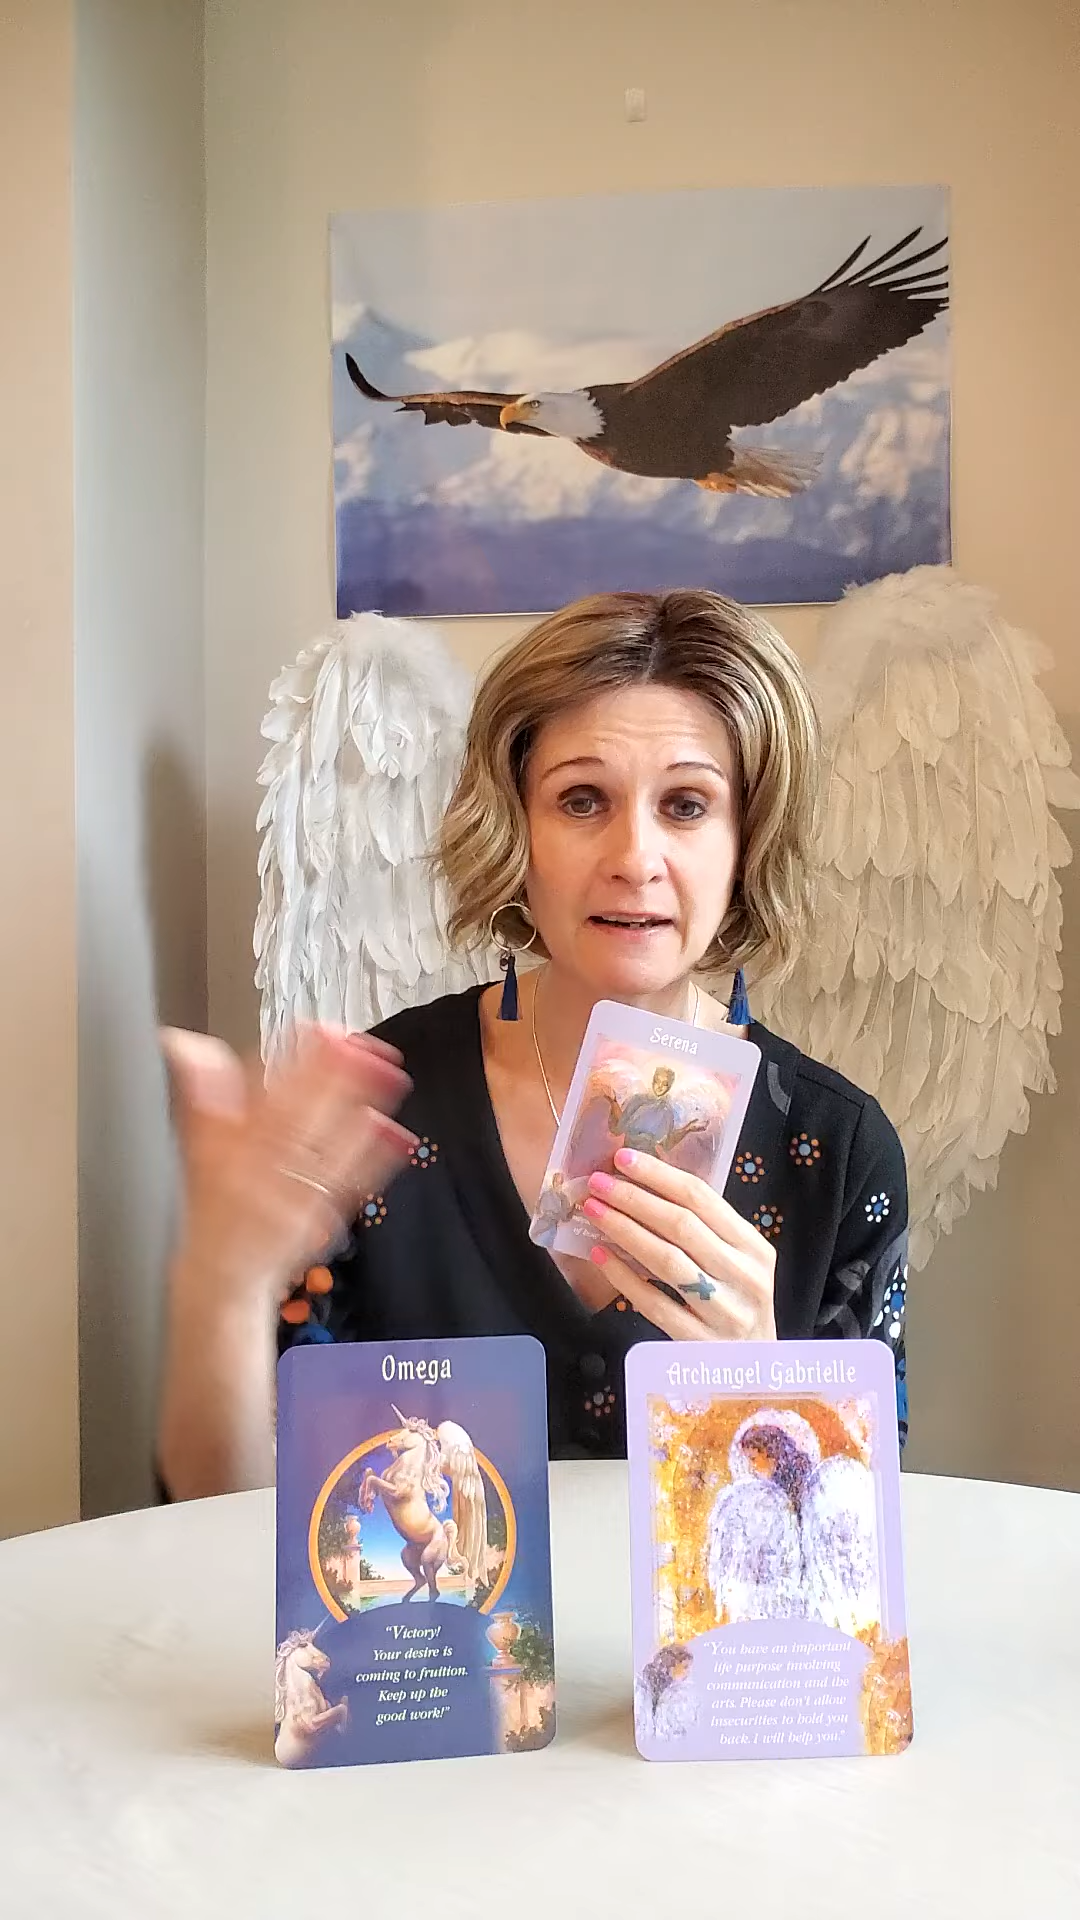 Serena
of hour
Omega
"Victory!
Your desire is
coming to fruition.
Keep up the
good work!"
Archangel Gabrielle
"You have an important
life purpose involving
communication and the
arts. Please don't allow
insecurities to hold you
back. I will help you."